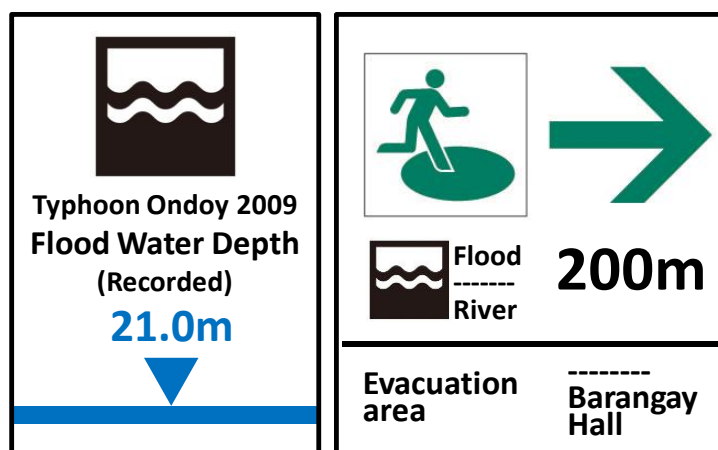 Typhoon Ondoy 2009
Flood Water Depth
(Recorded)
21.0m
Flood
-------
River
200m
Evacuation
area
--------
Barangay
Hall